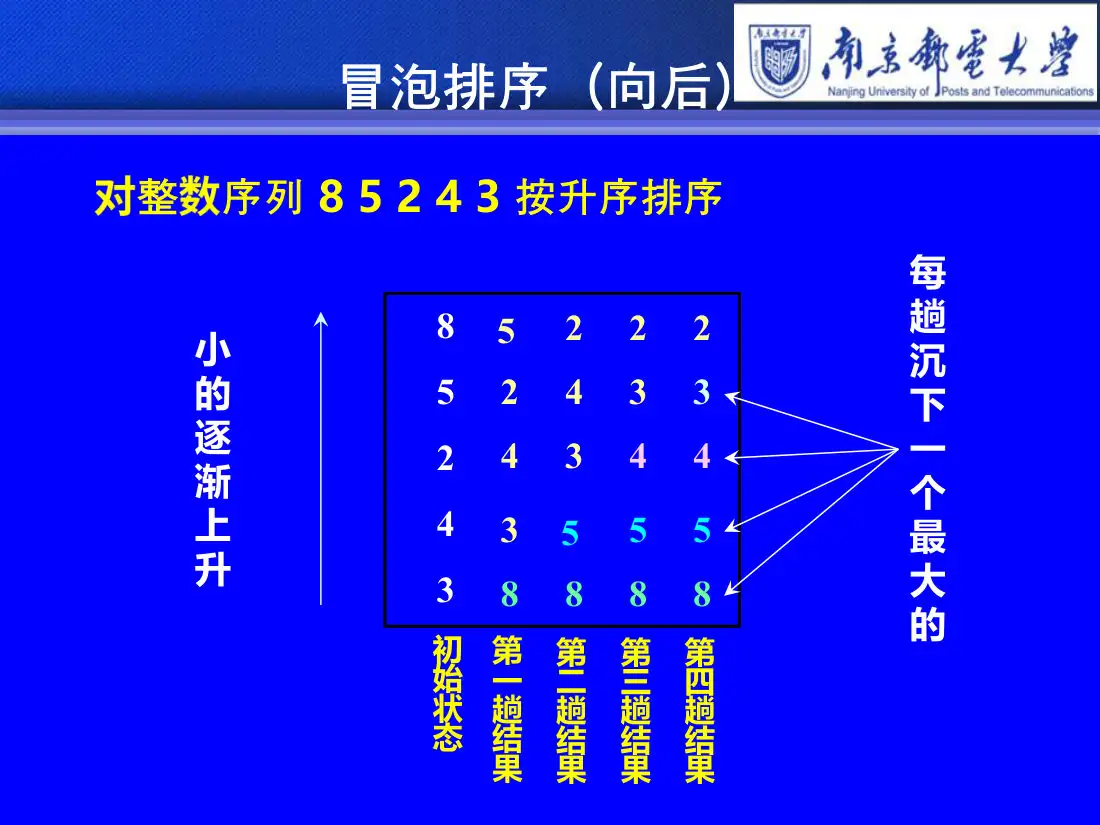 冒泡排序（向后）
南京邮电大学
Nanjing University of Posts and Telecommunications
对整数序列 8 5 2 4 3 按升序排序
小的逐渐上升
8 5 2 2 2
5 2 4 3 3
2 4 3 4 4
4 3 5 5 5
3 8 8 8 8
初始状态
第一趟结果
第二趟结果
第三趟结果
第四趟结果
每趟沉下一个最大的